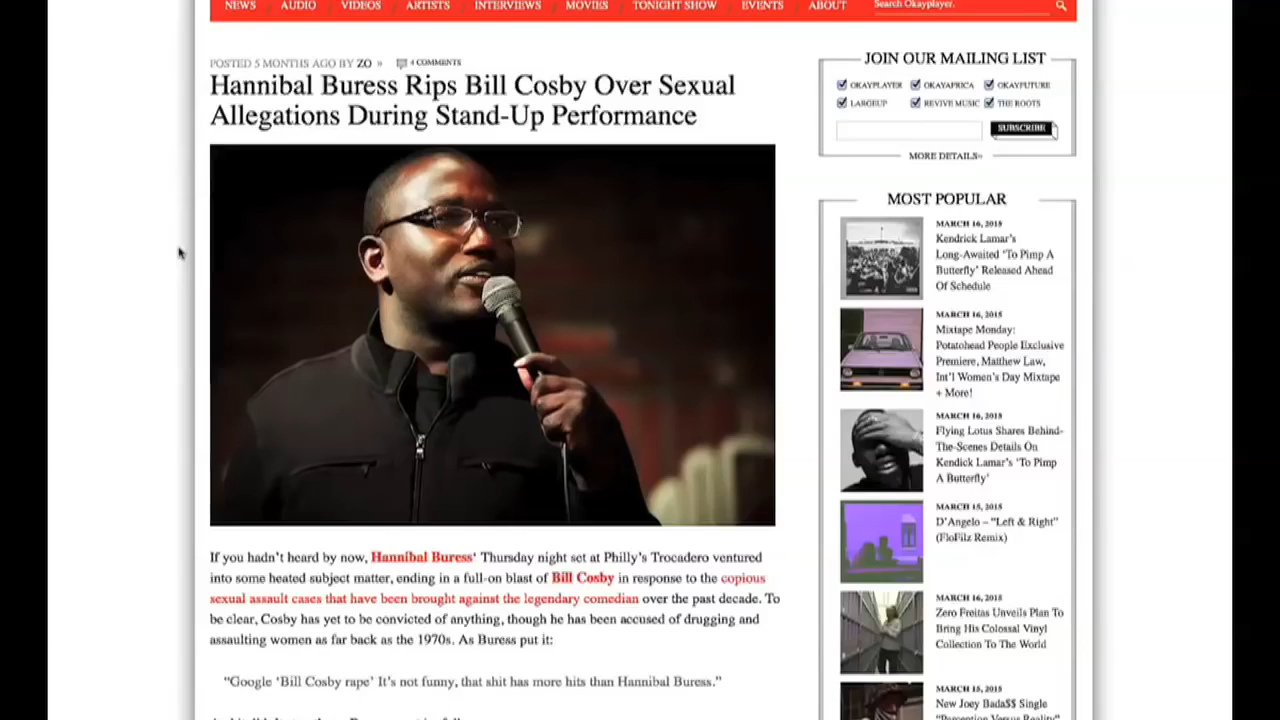 NEWS / AUDIO / VIDEOS / ARTISTS / INTERVIEWS / MOVIES / TONIGHT SHOW / EVENTS / ABOUT
Search Okayplayer.
POSTED 5 MONTHS AGO BY ZO » 4 COMMENTS
Hannibal Buress Rips Bill Cosby Over Sexual
Allegations During Stand-Up Performance
If you hadn't heard by now, Hannibal Buress' Thursday night set at Philly's Trocadero ventured
into some heated subject matter, ending in a full-on blast of Bill Cosby in response to the copious
sexual assault cases that have been brought against the legendary comedian over the past decade. To
be clear, Cosby has yet to be convicted of anything, though he has been accused of drugging and
assaulting women as far back as the 1970s. As Buress put it:
"Google 'Bill Cosby rape' It's not funny, that shit has more hits than Hannibal Buress."
JOIN OUR MAILING LIST
OKAYPLAYER OKAYAFRICA OKAYFUTURE
LARGEUP REVIVE MUSIC THE ROOTS
SUBSCRIBE
MORE DETAILS»
MOST POPULAR
MARCH 16, 2015
Kendrick Lamar's
Long-Awaited 'To Pimp A
Butterfly' Released Ahead
Of Schedule
MARCH 16, 2015
Mixtape Monday:
Potatohead People Exclusive
Premiere, Matthew Law,
Int'l Women's Day Mixtape
+ More!
MARCH 16, 2015
Flying Lotus Shares Behind-
The-Scenes Details On
Kendick Lamar's 'To Pimp
A Butterfly'
MARCH 15, 2015
D'Angelo – "Left & Right"
(FloFilz Remix)
MARCH 16, 2015
Zero Freitas Unveils Plan To
Bring His Colossal Vinyl
Collection To The World
MARCH 15, 2015
New Joey Bada$$ Single
"Perception Versus Reality"